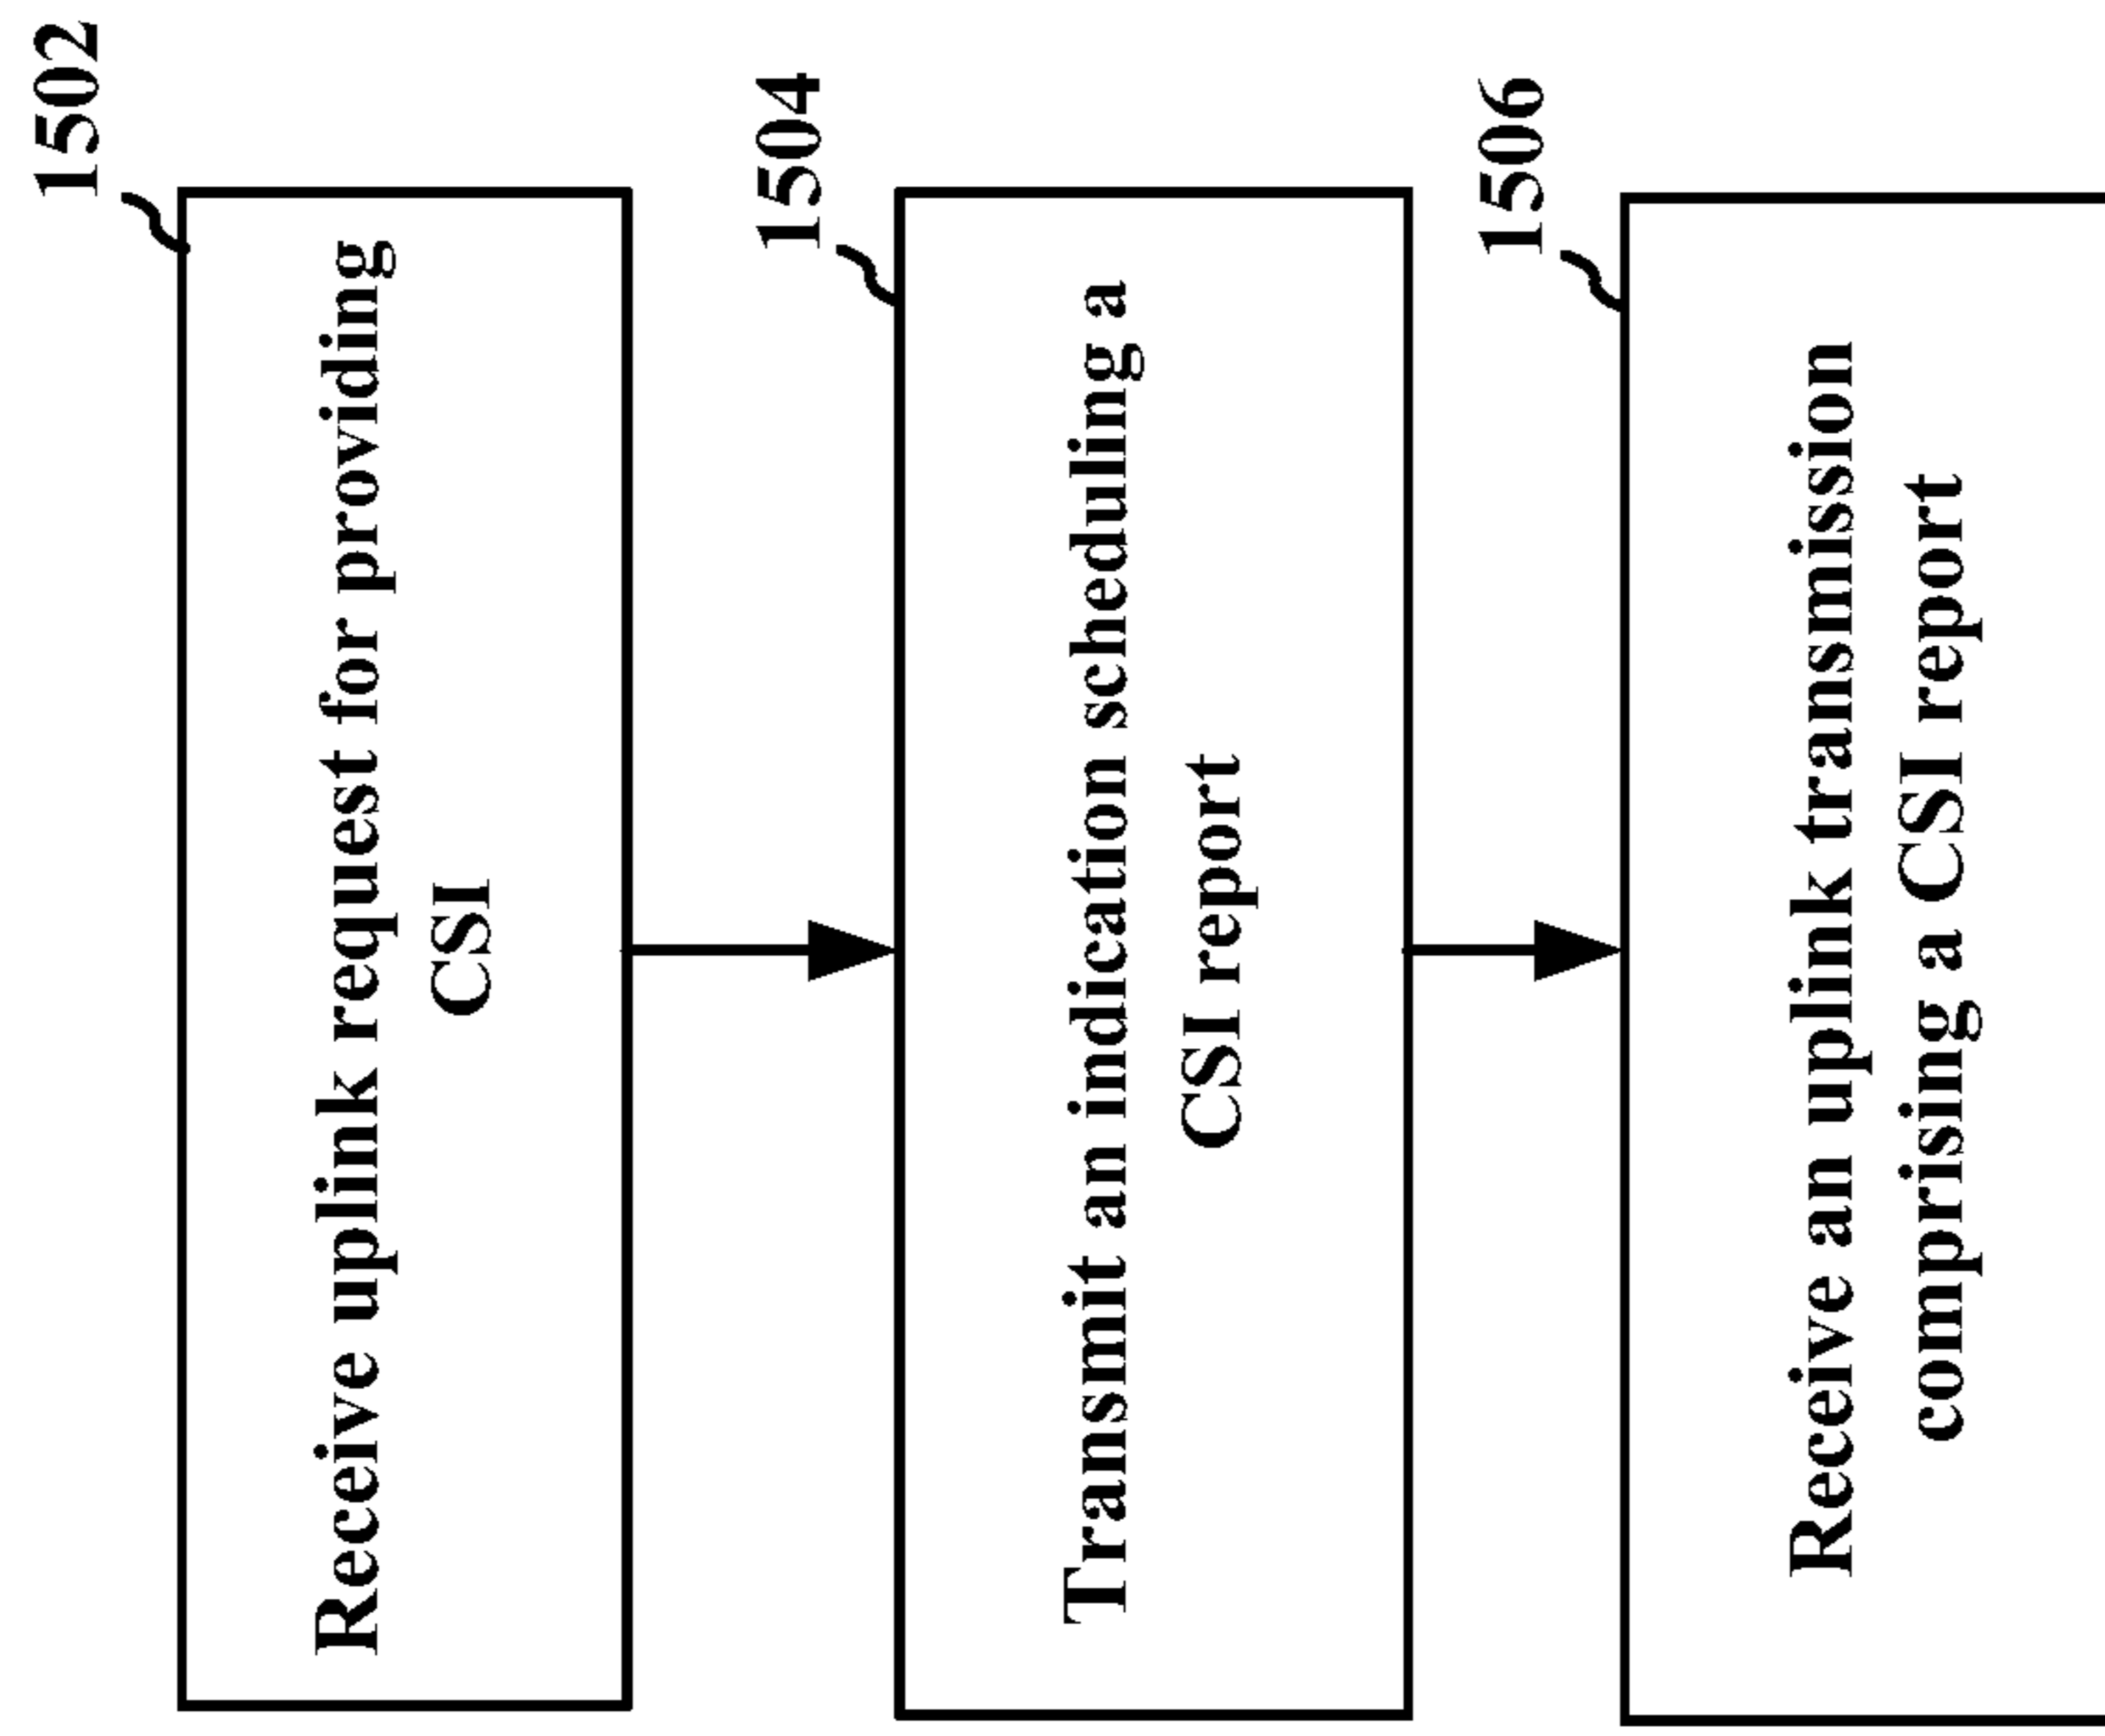 1502
Receive uplink request for providing
CSI
1504
Transmit an indication scheduling a
CSI report
1506
Receive an uplink transmission
comprising a CSI report